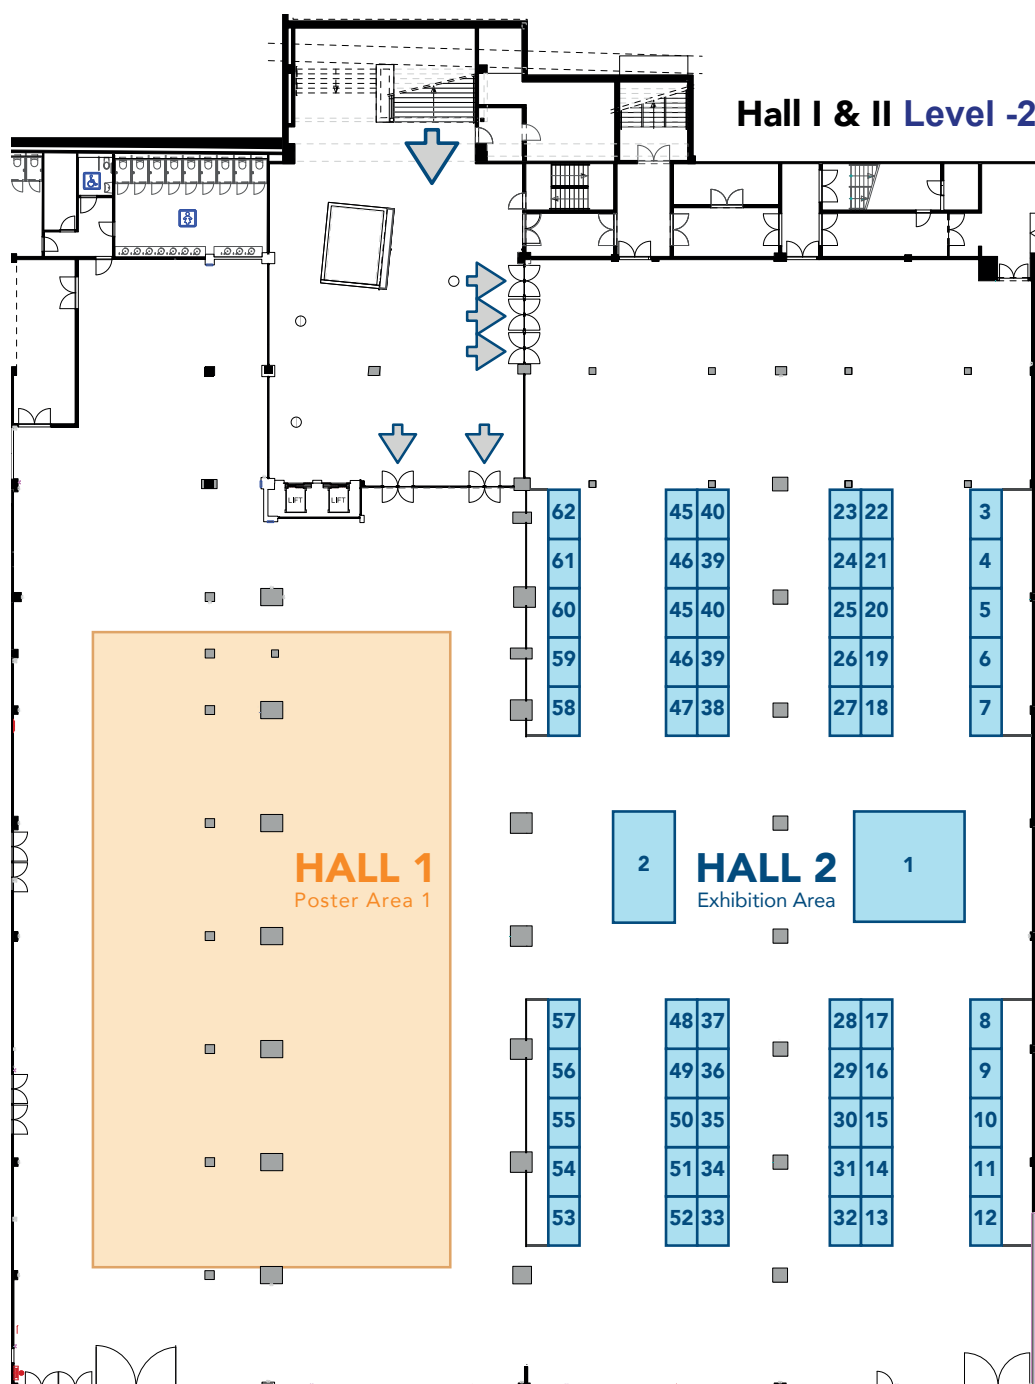 Hall I & II Level -2
LIFT LIFT
62 45 40 23 22 3
61 46 39 24 21 4
60 45 40 25 20 5
59 46 39 26 19 6
58 47 38 27 18 7
HALL 1
Poster Area 1
2
HALL 2
Exhibition Area
1
57 48 37 28 17 8
56 49 36 29 16 9
55 50 35 30 15 10
54 51 34 31 14 11
53 52 33 32 13 12